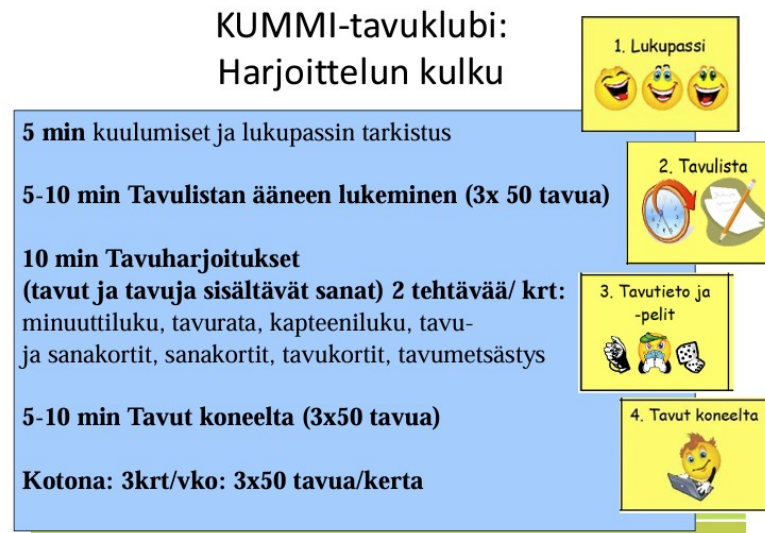 KUMMI-tavuklubi:
Harjoittelun kulku
1. Lukupassi
5 min kuulumiset ja lukupassin tarkistus
2. Tavulista
5-10 min Tavulistan ääneen lukeminen (3x 50 tavua)
10 min Tavuharjoitukset
(tavut ja tavuja sisältävät sanat) 2 tehtävää/ krt:
minuuttiluku, tavurata, kapteeniluku, tavu-
ja sanakortit, sanakortit, tavukortit, tavumetsästys
3. Tavutieto ja
-pelit
5-10 min Tavut koneelta (3x50 tavua)
4. Tavut koneelta
Kotona: 3krt/vko: 3x50 tavua/kerta